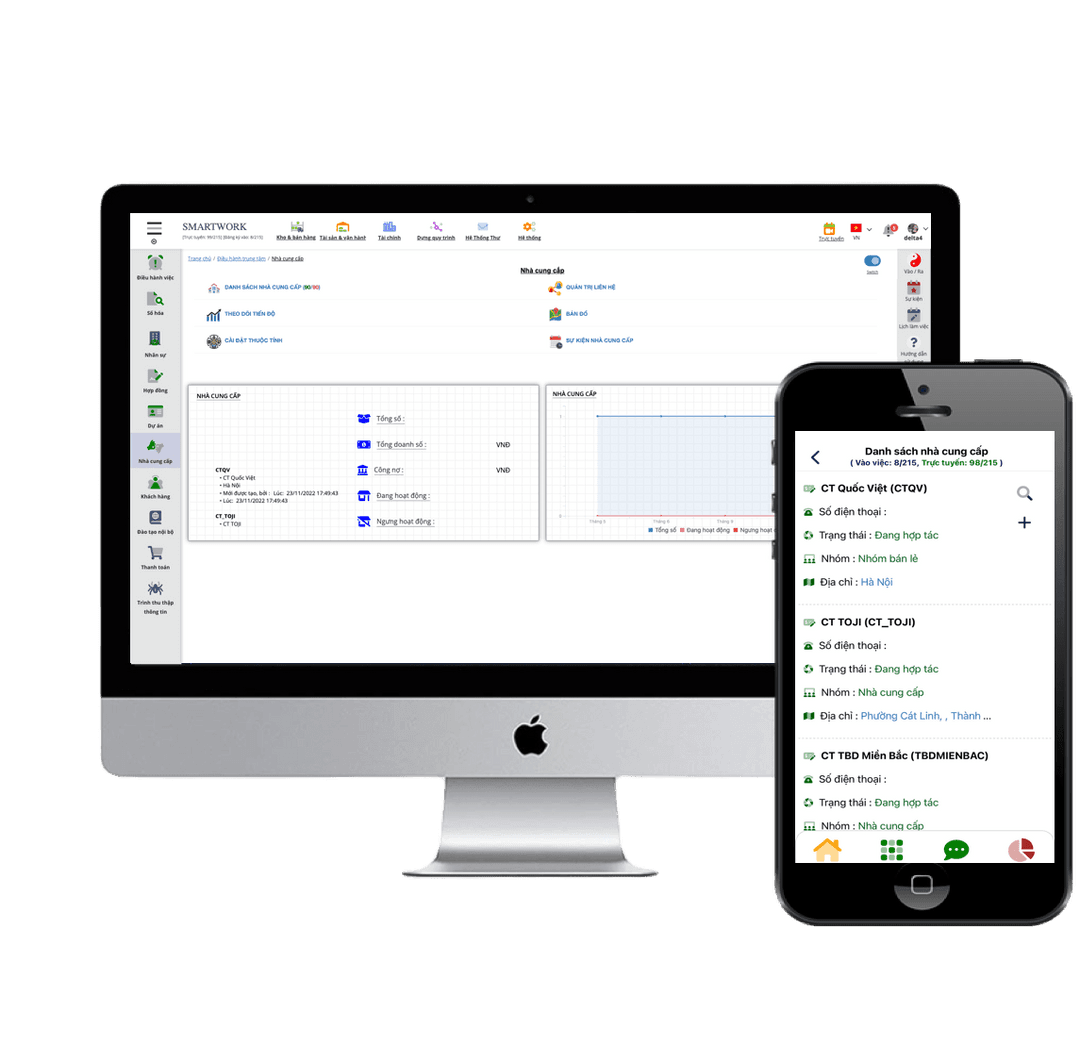 SMARTWORK
[Trực tuyến: 98/215] [Đăng ký vào: 8/215]
Kho & bán hàng
Tài sản & văn hành
Tài chính
Dựng quy trình
Hệ Thống Thư
Hệ thống
Trực tuyến
VN
delta4
Trang chủ / Điều hành trung tâm / Nhà cung cấp
Switch
Nhà cung cấp
DANH SÁCH NHÀ CUNG CẤP (90/90)
QUẢN TRỊ LIÊN HỆ
THEO DÕI TIẾN ĐỘ
BẢN ĐỒ
CÀI ĐẶT THUỘC TÍNH
SỰ KIỆN NHÀ CUNG CẤP
Điều hành việc
Số hóa
Nhân sự
Hợp đồng
Dự án
Nhà cung cấp
Khách hàng
Đào tạo nội bộ
Thanh toán
Trình thu thập
thông tin
Vào / Ra
Sự kiện
Lịch làm việc
Hướng dẫn
NHÀ CUNG CẤP
Tổng số :
Tổng doanh số :
VNĐ
Công nợ :
VNĐ
Đang hoạt động :
Ngưng hoạt động :
CTQV
• CT Quốc Việt
• Hà Nội
• Mới được tạo, bởi : Lúc: 23/11/2022 17:49:43
• Lúc: 23/11/2022 17:49:43
CT_TOJI
• CT TOJI
NHÀ CUNG CẤP
1
0
Tháng 9
Tổng số
Đang hoạt động
Ngưng hoạt
Danh sách nhà cung cấp
( Vào việc: 8/215, Trực tuyến: 98/215 )
CT Quốc Việt (CTQV)
Số điện thoại :
Trạng thái : Đang hợp tác
Nhóm : Nhóm bán lẻ
Địa chỉ : Hà Nội
CT TOJI (CT_TOJI)
Số điện thoại :
Trạng thái : Đang hợp tác
Nhóm : Nhà cung cấp
Địa chỉ : Phường Cát Linh, , Thành ...
CT TBD Miền Bắc (TBDMIENBAC)
Số điện thoại :
Trạng thái : Đang hợp tác
Nhóm : Nhà cung cấp